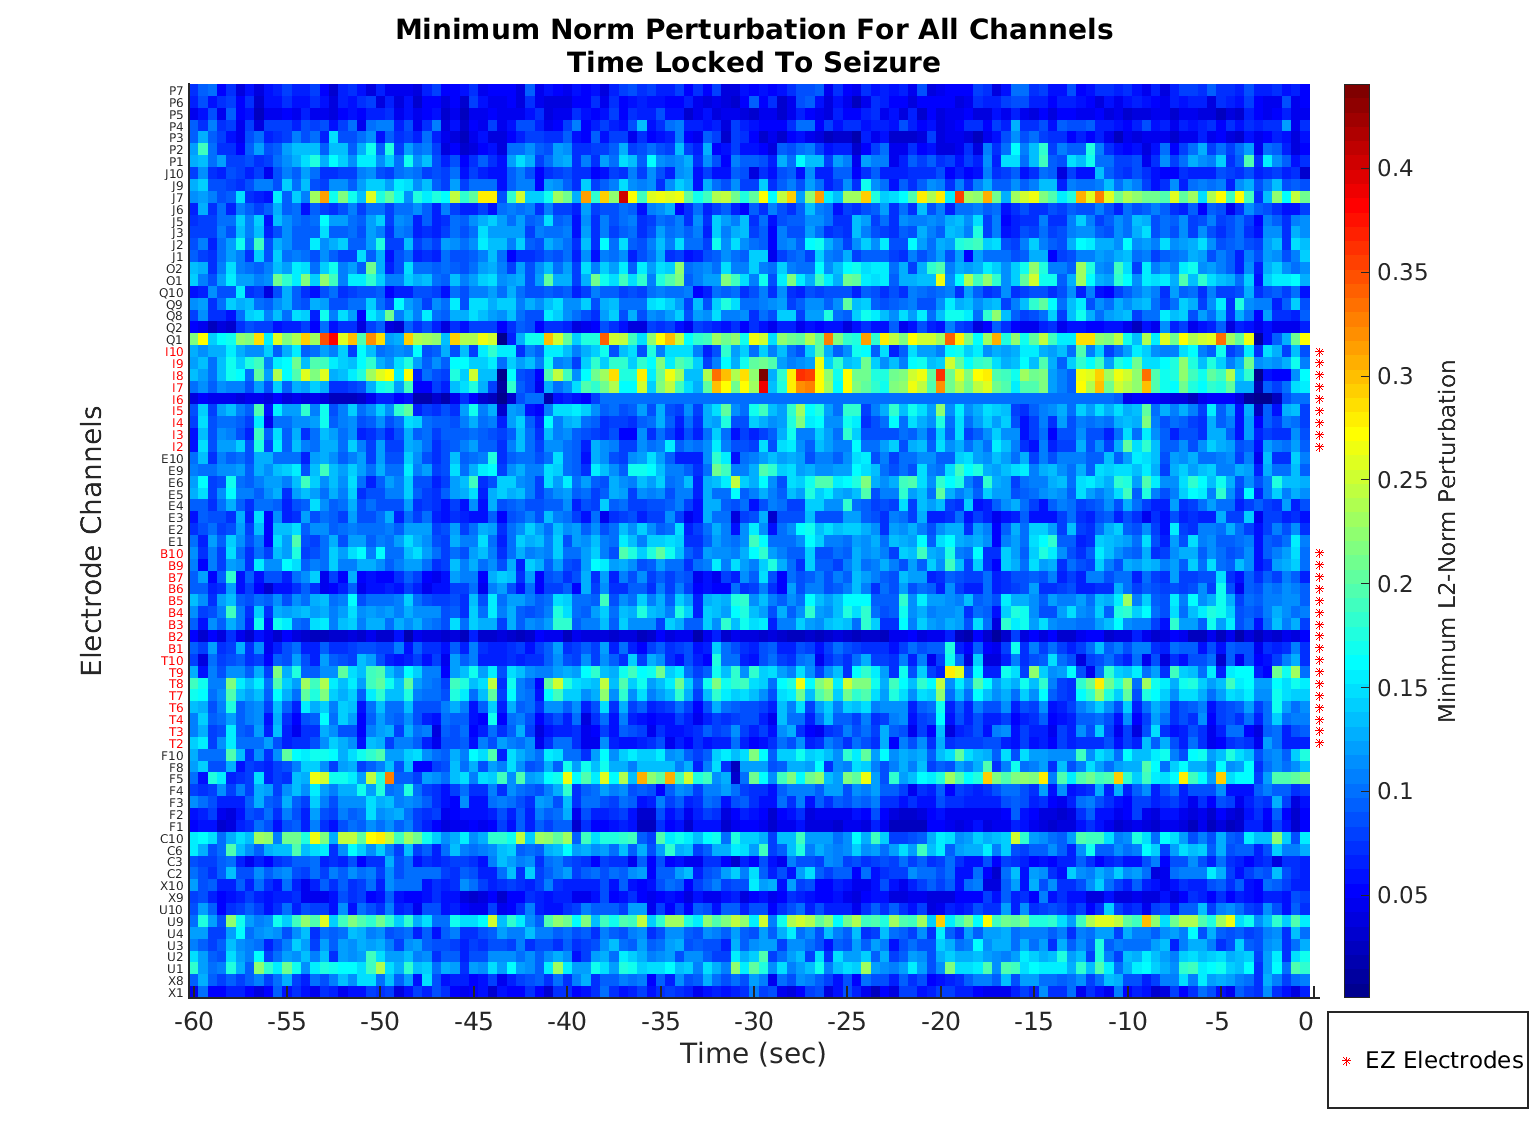 Minimum Norm Perturbation For All Channels
Time Locked To Seizure
Electrode Channels
P7
P6
P5
P4
P3
P2
P1
J10
J9
J7
J6
J5
J3
J2
J1
O2
O1
Q10
Q9
Q8
Q2
Q1
I10
I9
I8
I7
I6
I5
I4
I3
I2
E10
E9
E6
E5
E4
E3
E2
E1
B10
B9
B7
B6
B5
B4
B3
B2
B1
T10
T9
T8
T7
T6
T4
T3
T2
F10
F8
F5
F4
F3
F2
F1
C10
C6
C3
C2
X10
X9
U10
U9
U4
U3
U2
U1
X8
X1
-60 -55 -50 -45 -40 -35 -30 -25 -20 -15 -10 -5 0
Time (sec)
0.4
0.35
0.3
0.25
0.2
0.15
0.1
0.05
Minimum L2-Norm Perturbation
EZ Electrodes